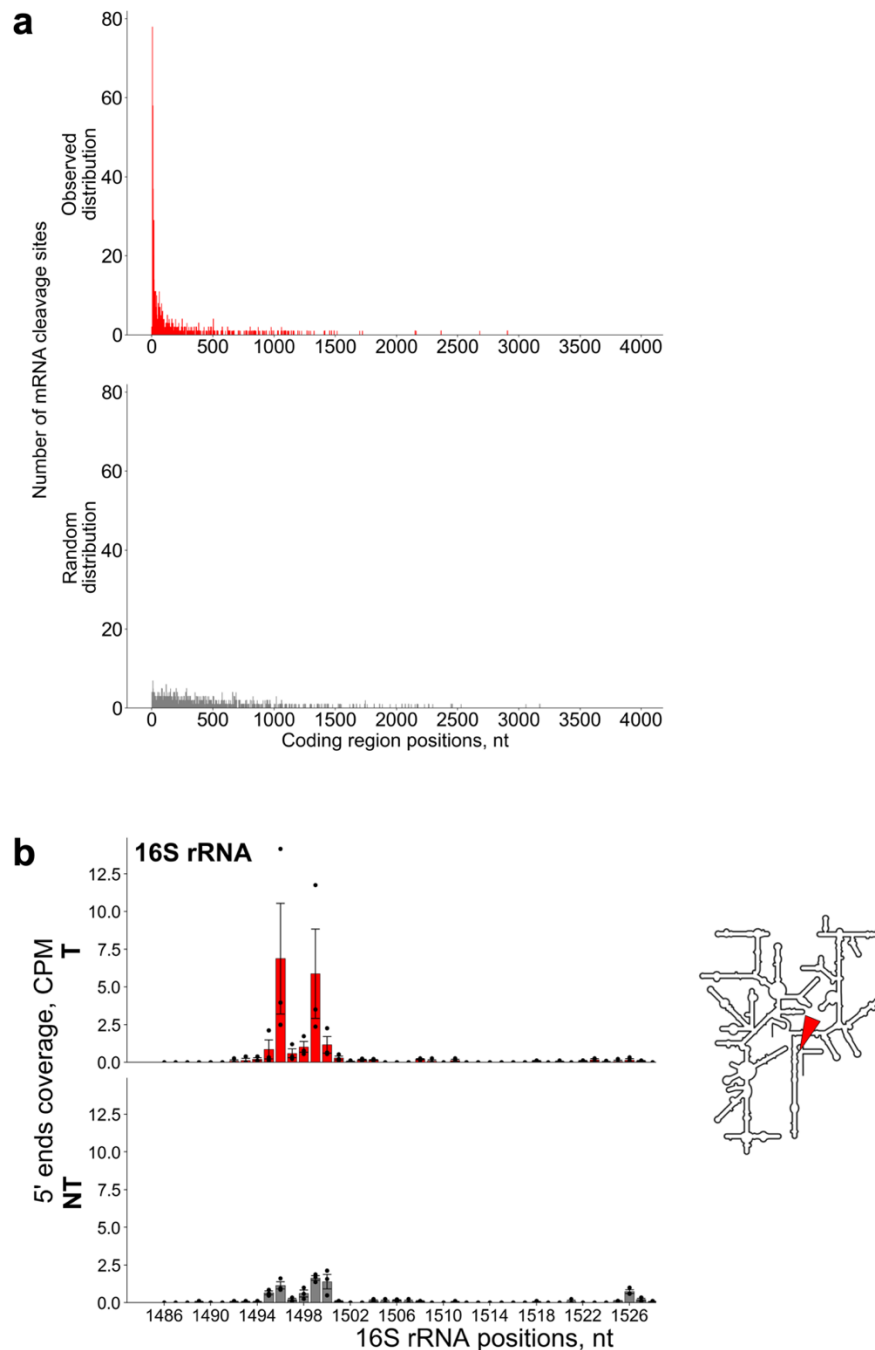 a
Number of mRNA cleavage sites
Observed
distribution
80
60
40
20
0
0 500 1000 1500 2000 2500 3000 3500 4000
Random
distribution
80
60
40
20
0
0 500 1000 1500 2000 2500 3000 3500 4000
Coding region positions, nt
b
16S rRNA
5' ends coverage, CPM
T
12.5
10.0
7.5
5.0
2.5
0.0
NT
12.5
10.0
7.5
5.0
2.5
0.0
1486 1490 1494 1498 1502 1506 1510 1514 1518 1522 1526
16S rRNA positions, nt